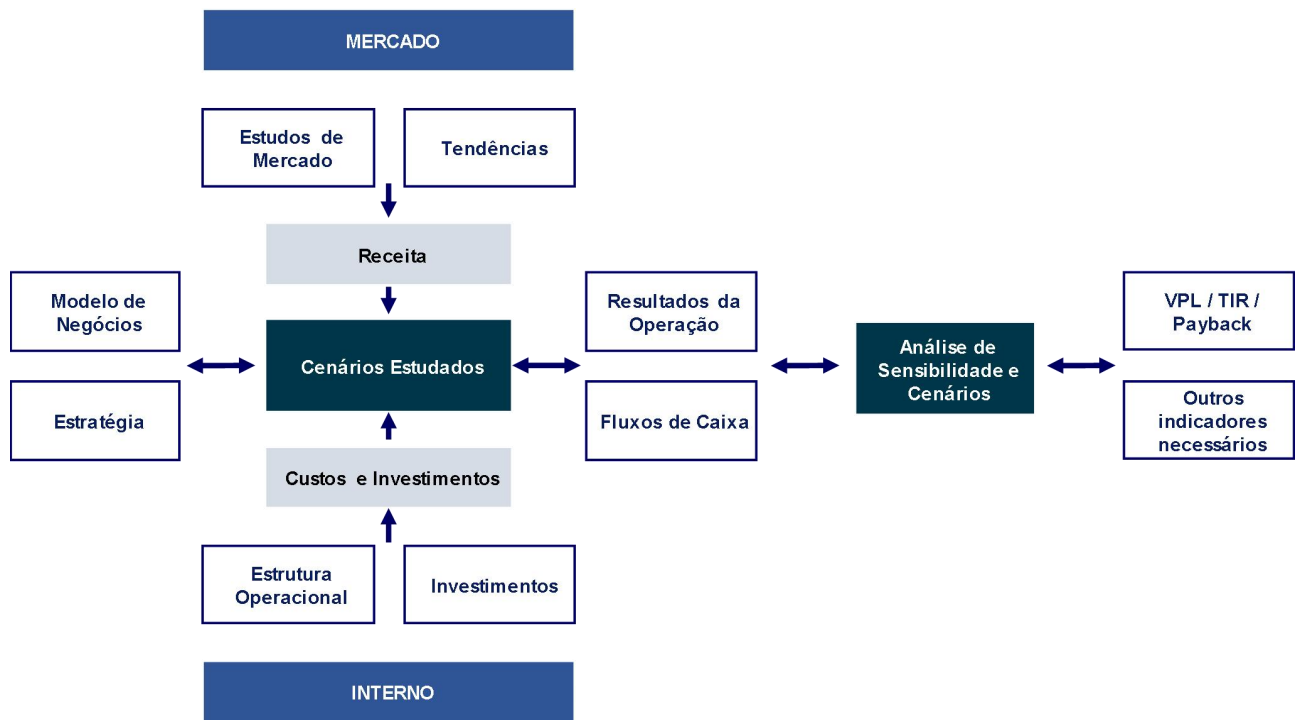 MERCADO
Estudos de
Mercado
Tendências
Receita
Modelo de
Negócios
Estratégia
Cenários Estudados
Custos e Investimentos
Estrutura
Operacional
Investimentos
INTERNO
Resultados da
Operação
Fluxos de Caixa
Análise de
Sensibilidade e
Cenários
VPL / TIR /
Payback
Outros
indicadores
necessários